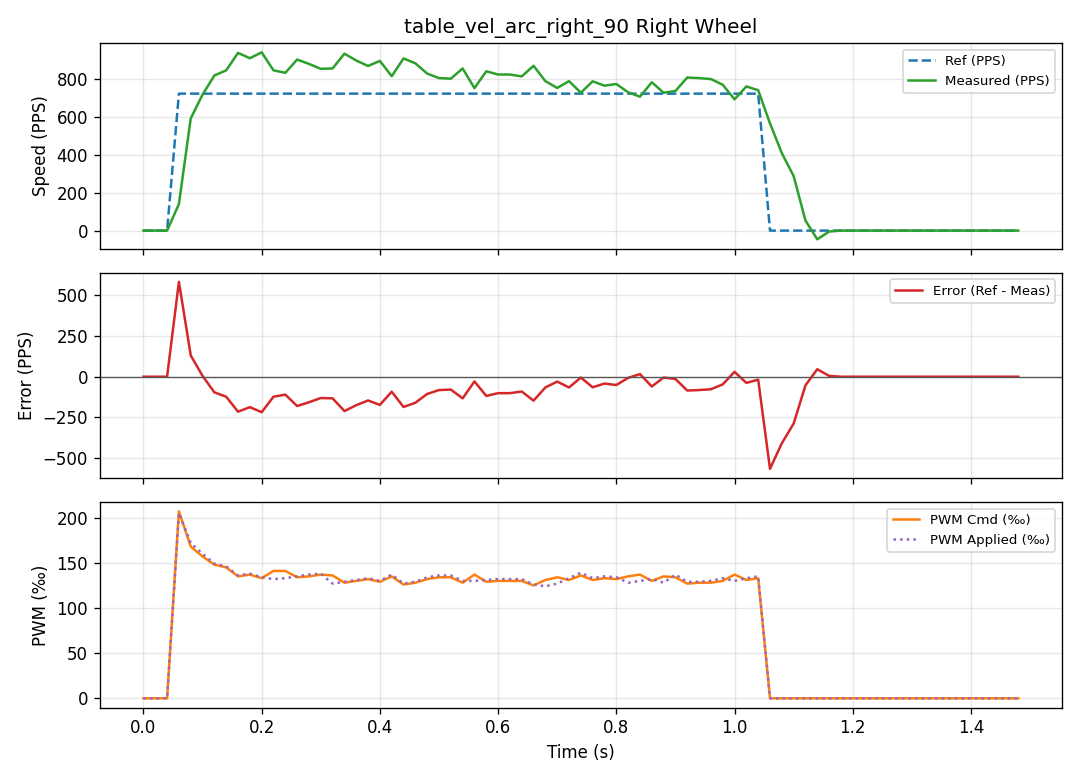 table_vel_arc_right_90 Right Wheel
Speed (PPS)
800
600
400
200
0
Ref (PPS)
Measured (PPS)
Error (PPS)
500
250
0
−250
−500
Error (Ref - Meas)
PWM (‰)
200
150
100
50
0
PWM Cmd (‰)
PWM Applied (‰)
0.0 0.2 0.4 0.6 0.8 1.0 1.2 1.4
Time (s)